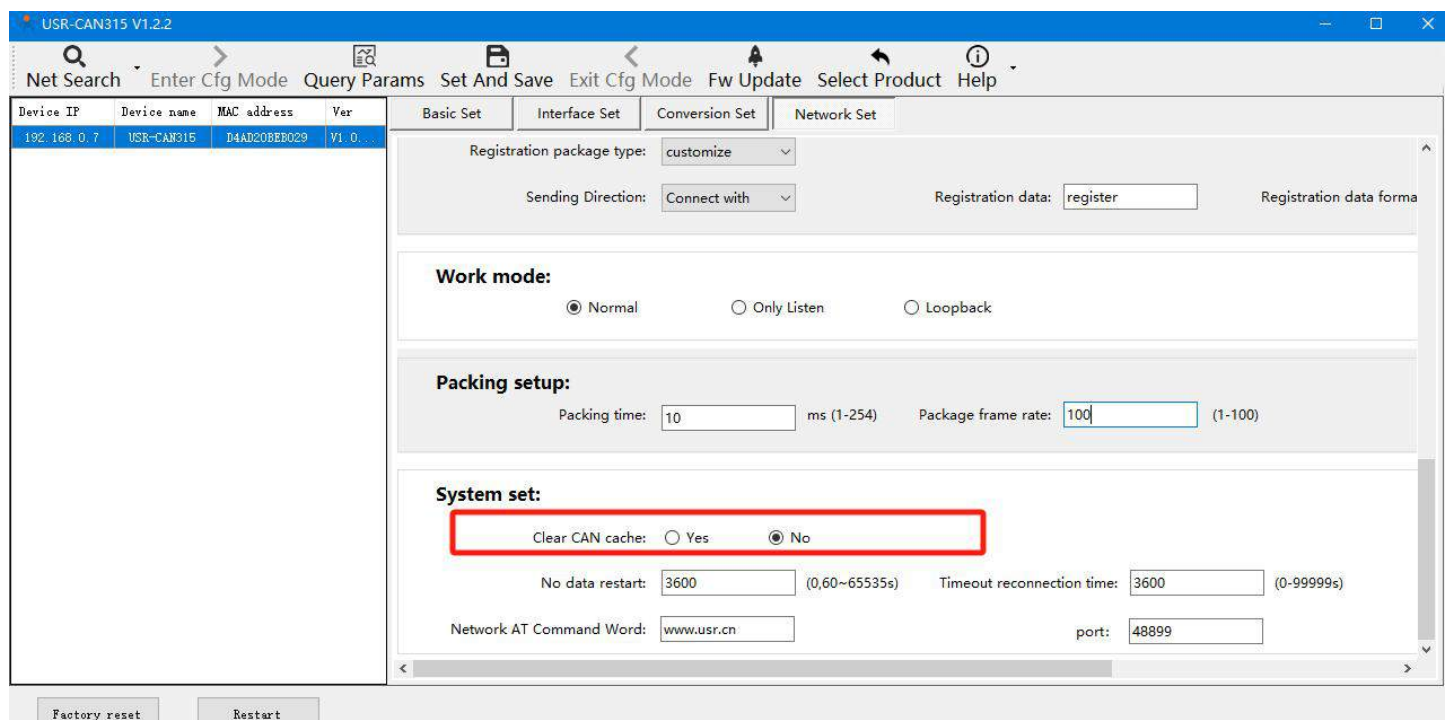 USR-CAN315 V1.2.2
Net Search Enter Cfg Mode Query Params Set And Save Exit Cfg Mode Fw Update Select Product Help
Device IP Device name MAC address Ver
192.168.0.7 USR-CAN315 D4AD20BEB029 V1.0...
Basic Set Interface Set Conversion Set Network Set
Registration package type: customize
Sending Direction: Connect with Registration data: register Registration data forma
Work mode:
Normal Only Listen Loopback
Packing setup:
Packing time: 10 ms (1-254) Package frame rate: 100 (1-100)
System set:
Clear CAN cache: Yes No
No data restart: 3600 (0,60~65535s) Timeout reconnection time: 3600 (0-99999s)
Network AT Command Word: www.usr.cn port: 48899
Factory reset Restart